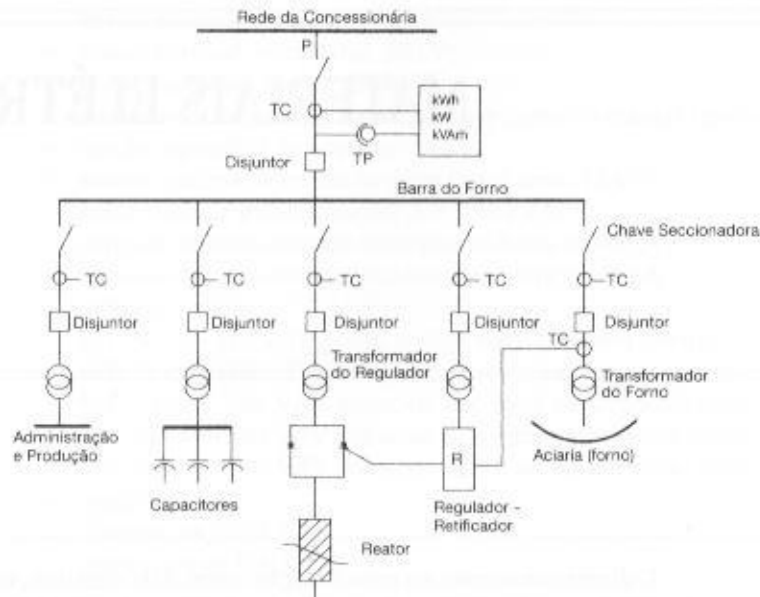 Rede da Concessionária
P
TC
kWh
kW
kVArh
TP
Disjuntor
Barra do Forno
Chave Seccionadora
TC
TC
TC
TC
Disjuntor
Disjuntor
Disjuntor
Disjuntor
Disjuntor
TC
Transformador
do Regulador
Transformador
do Forno
Administração
e Produção
R
Aciaria (forno)
Capacitores
Regulador -
Retificador
Reator